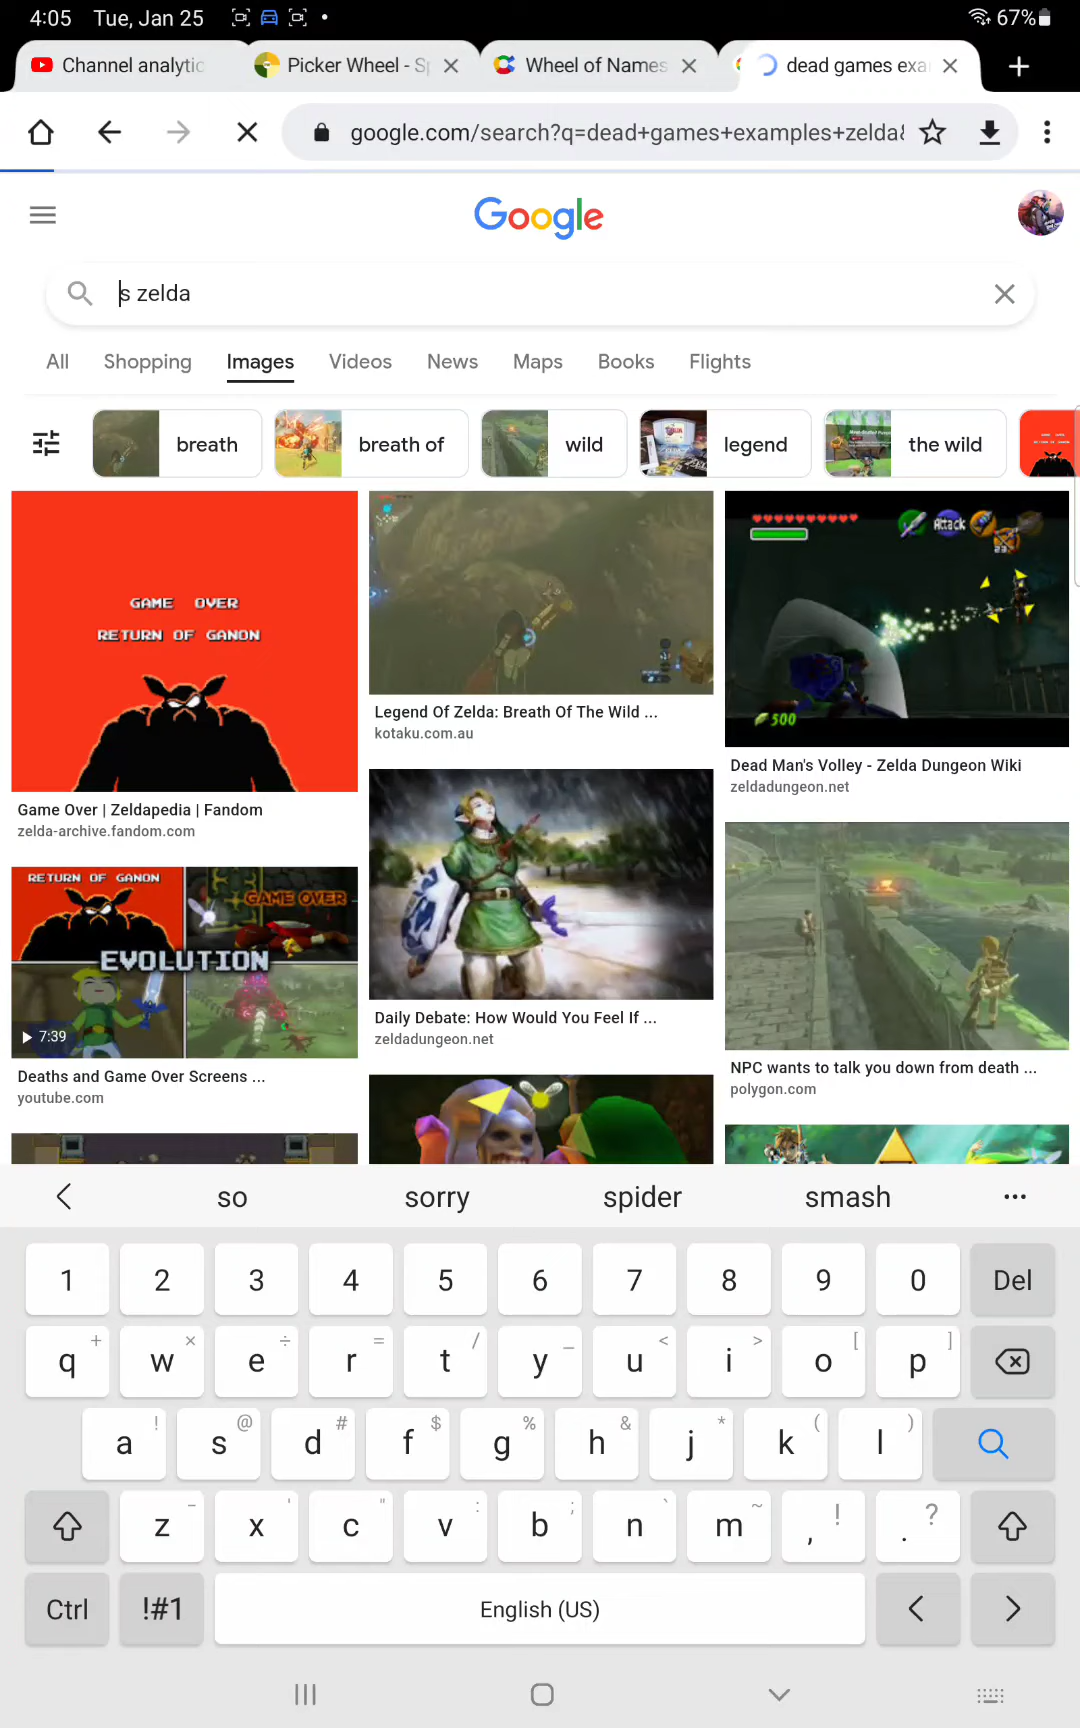 4:05 Tue, Jan 25 67%
Channel analytic Picker Wheel - Sp Wheel of Names dead games exa
google.com/search?q=dead+games+examples+zelda&
Google
s zelda
All Shopping Images Videos News Maps Books Flights
breath breath of wild legend the wild
GAME OVER
RETURN OF GANON
Game Over | Zeldapedia | Fandom
zelda-archive.fandom.com
Legend Of Zelda: Breath Of The Wild ...
kotaku.com.au
Attack
23
500
Dead Man's Volley - Zelda Dungeon Wiki
zeldadungeon.net
RETURN OF GANON
GAME OVER
EVOLUTION
7:39
Deaths and Game Over Screens ...
youtube.com
Daily Debate: How Would You Feel If ...
zeldadungeon.net
NPC wants to talk you down from death ...
polygon.com
so sorry spider smash ...
1 2 3 4 5 6 7 8 9 0 Del
+ × ÷ = / _ < > [ ]
q w e r t y u i o p
! @ # $ % & * ( )
a s d f g h j k l
- ' " : ; ` ~ ! ?
z x c v b n m , .
Ctrl !#1 English (US) < >